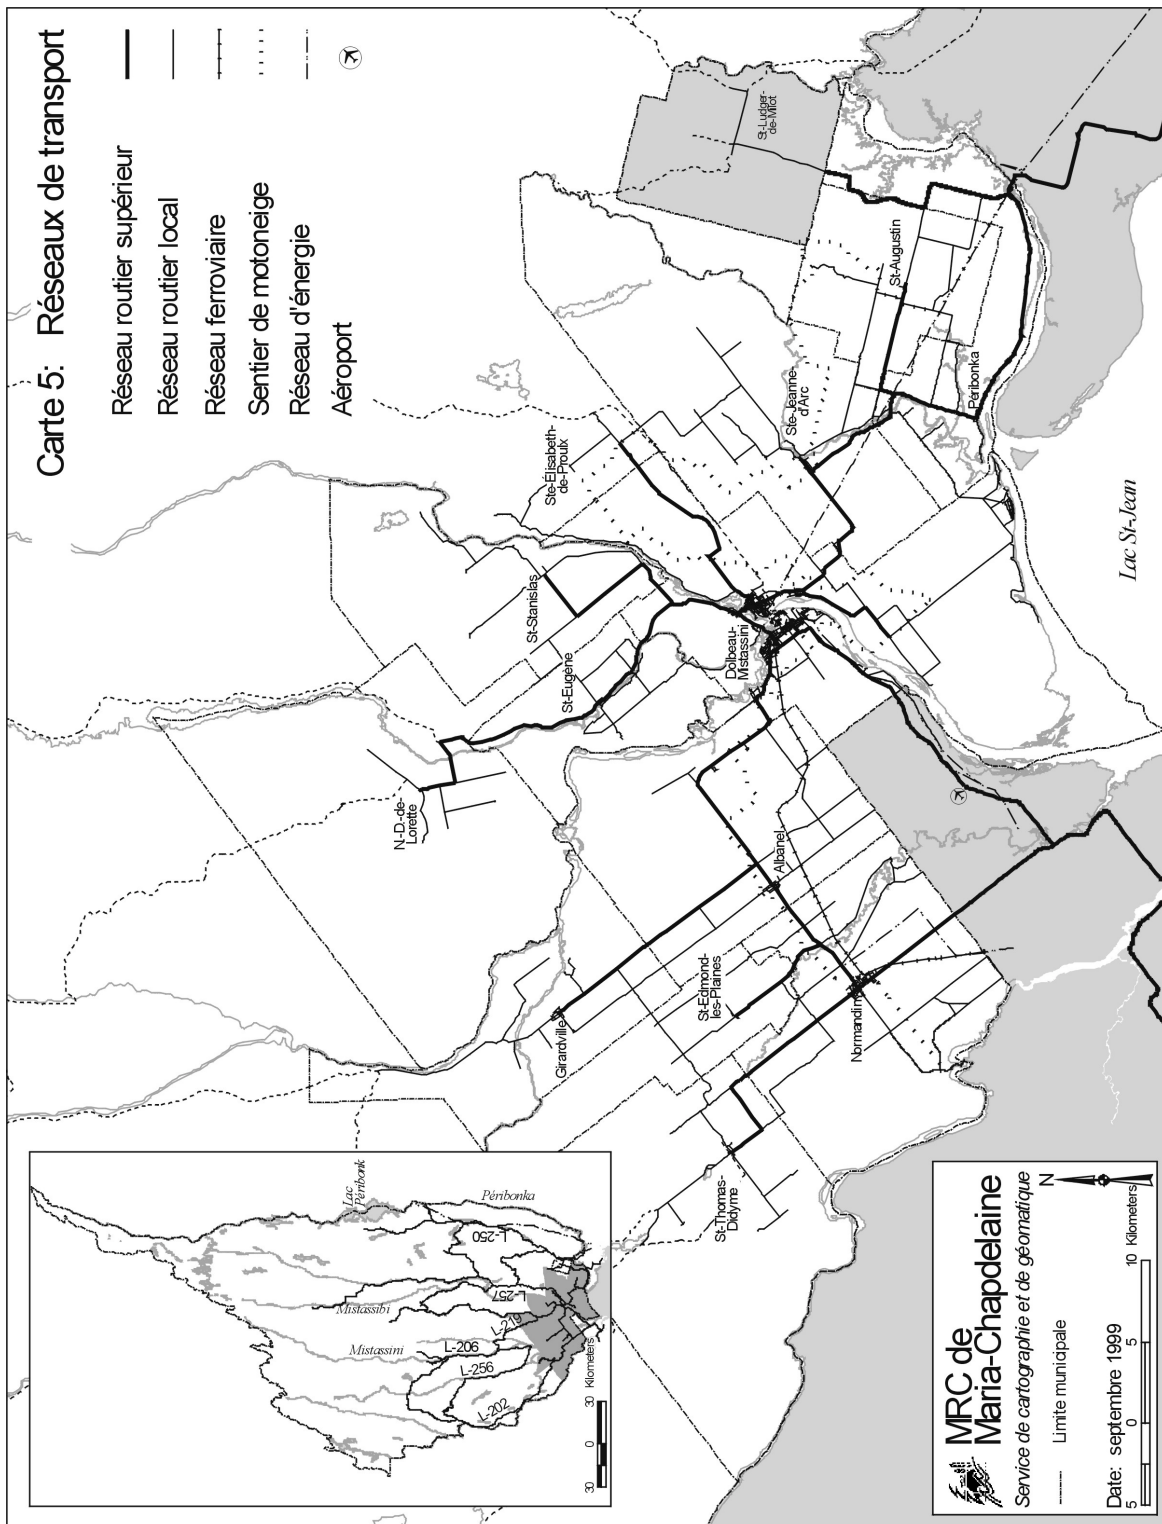 Carte 5: Réseaux de transport
Réseau routier supérieur
Réseau routier local
Réseau ferroviaire
Sentier de motoneige
Réseau d'énergie
Aéroport
St-Ludger-
de-Milot
St-Augustin
Péribonka
Ste-Jeanne-
d'Arc
Ste-Élisabeth-
de-Proulx
St-Stanislas
St-Eugène
Dolbeau-
Mistassini
N.-D.-de-
Lorette
Albanel
St-Edmond-
les-Plaines
Girardville
Normandin
St-Thomas-
Didyme
Lac St-Jean
Lac
Péribonk
Péribonka
L-250
L-257
Mistassibi
L-219
Mistassini
L-206
L-256
L-202
30 0 30 Kilometers
MRC de
Maria-Chapdelaine
Service de cartographie et de géomatique
Limite municipale
N
Date: septembre 1999
5 0 5 10 Kilometers